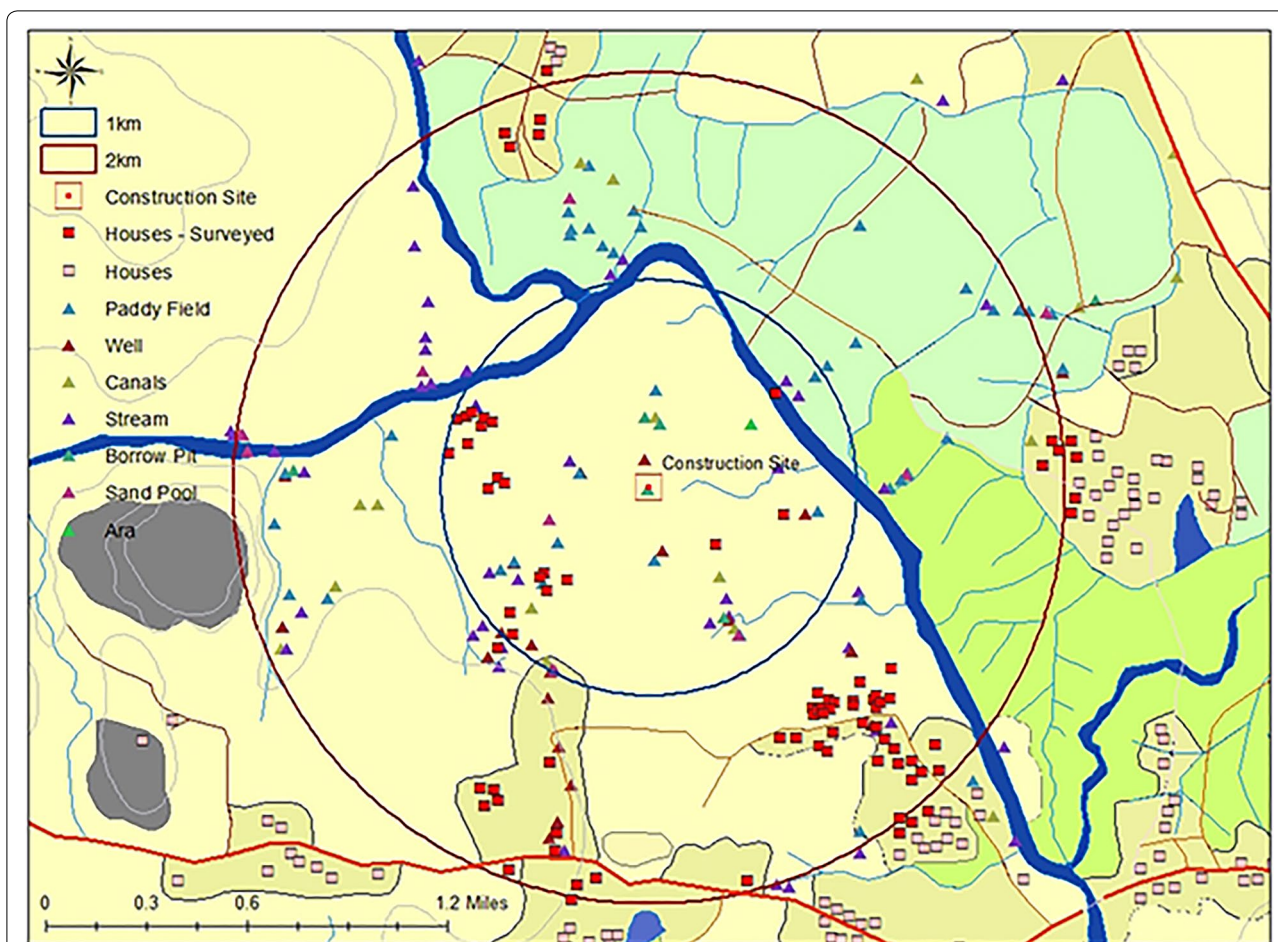 1km
2km
Construction Site
Houses - Surveyed
Houses
Paddy Field
Well
Canals
Stream
Borrow Pit
Sand Pool
Ara
Construction Site
0 0.3 0.6 1.2 Miles